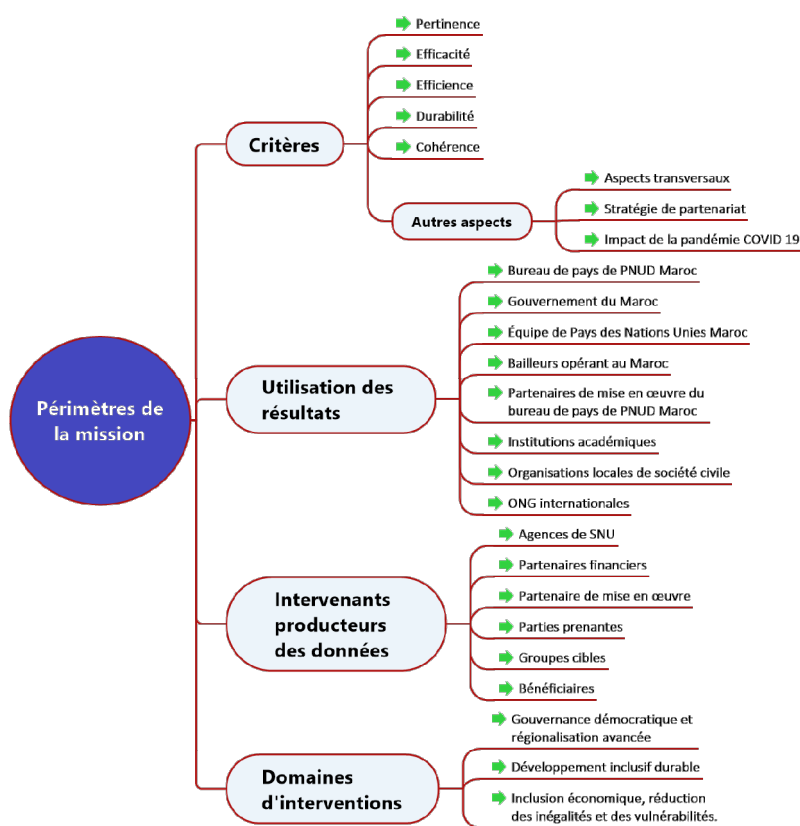 Périmètres de
la mission
Critères
Pertinence
Efficacité
Efficience
Durabilité
Cohérence
Autres aspects
Aspects transversaux
Stratégie de partenariat
Impact de la pandémie COVID 19
Utilisation des
résultats
Bureau de pays de PNUD Maroc
Gouvernement du Maroc
Équipe de Pays des Nations Unies Maroc
Bailleurs opérant au Maroc
Partenaires de mise en œuvre du
bureau de pays de PNUD Maroc
Institutions académiques
Organisations locales de société civile
ONG internationales
Intervenants
producteurs
des données
Agences de SNU
Partenaires financiers
Partenaire de mise en œuvre
Parties prenantes
Groupes cibles
Bénéficiaires
Domaines
d'interventions
Gouvernance démocratique et
régionalisation avancée
Développement inclusif durable
Inclusion économique, réduction
des inégalités et des vulnérabilités.